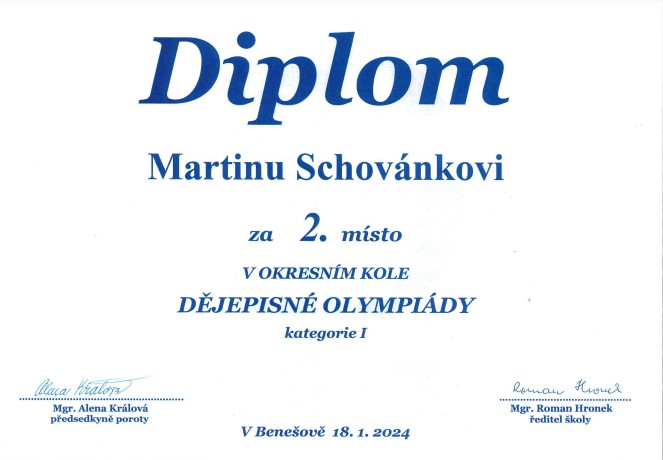 Diplom
Martinu Schovánkovi
za 2. místo
V OKRESNÍM KOLE
DĚJEPISNÉ OLYMPIÁDY
kategorie I
Alena Králová
Roman Hronek
Mgr. Alena Králová
předsedkyně poroty
Mgr. Roman Hronek
ředitel školy
V Benešově 18. 1. 2024